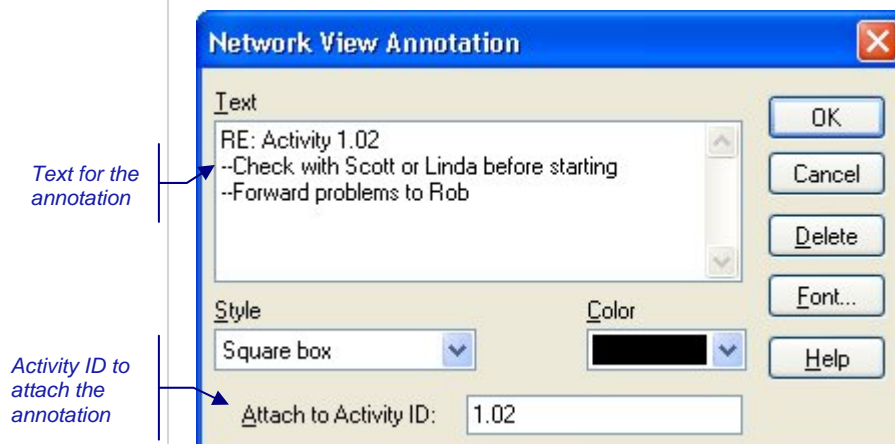 Network View Annotation
Text
RE: Activity 1.02
--Check with Scott or Linda before starting
--Forward problems to Rob
OK
Cancel
Delete
Font...
Help
Text for the
annotation
Style
Color
Square box
Activity ID to
attach the
annotation
Attach to Activity ID:
1.02